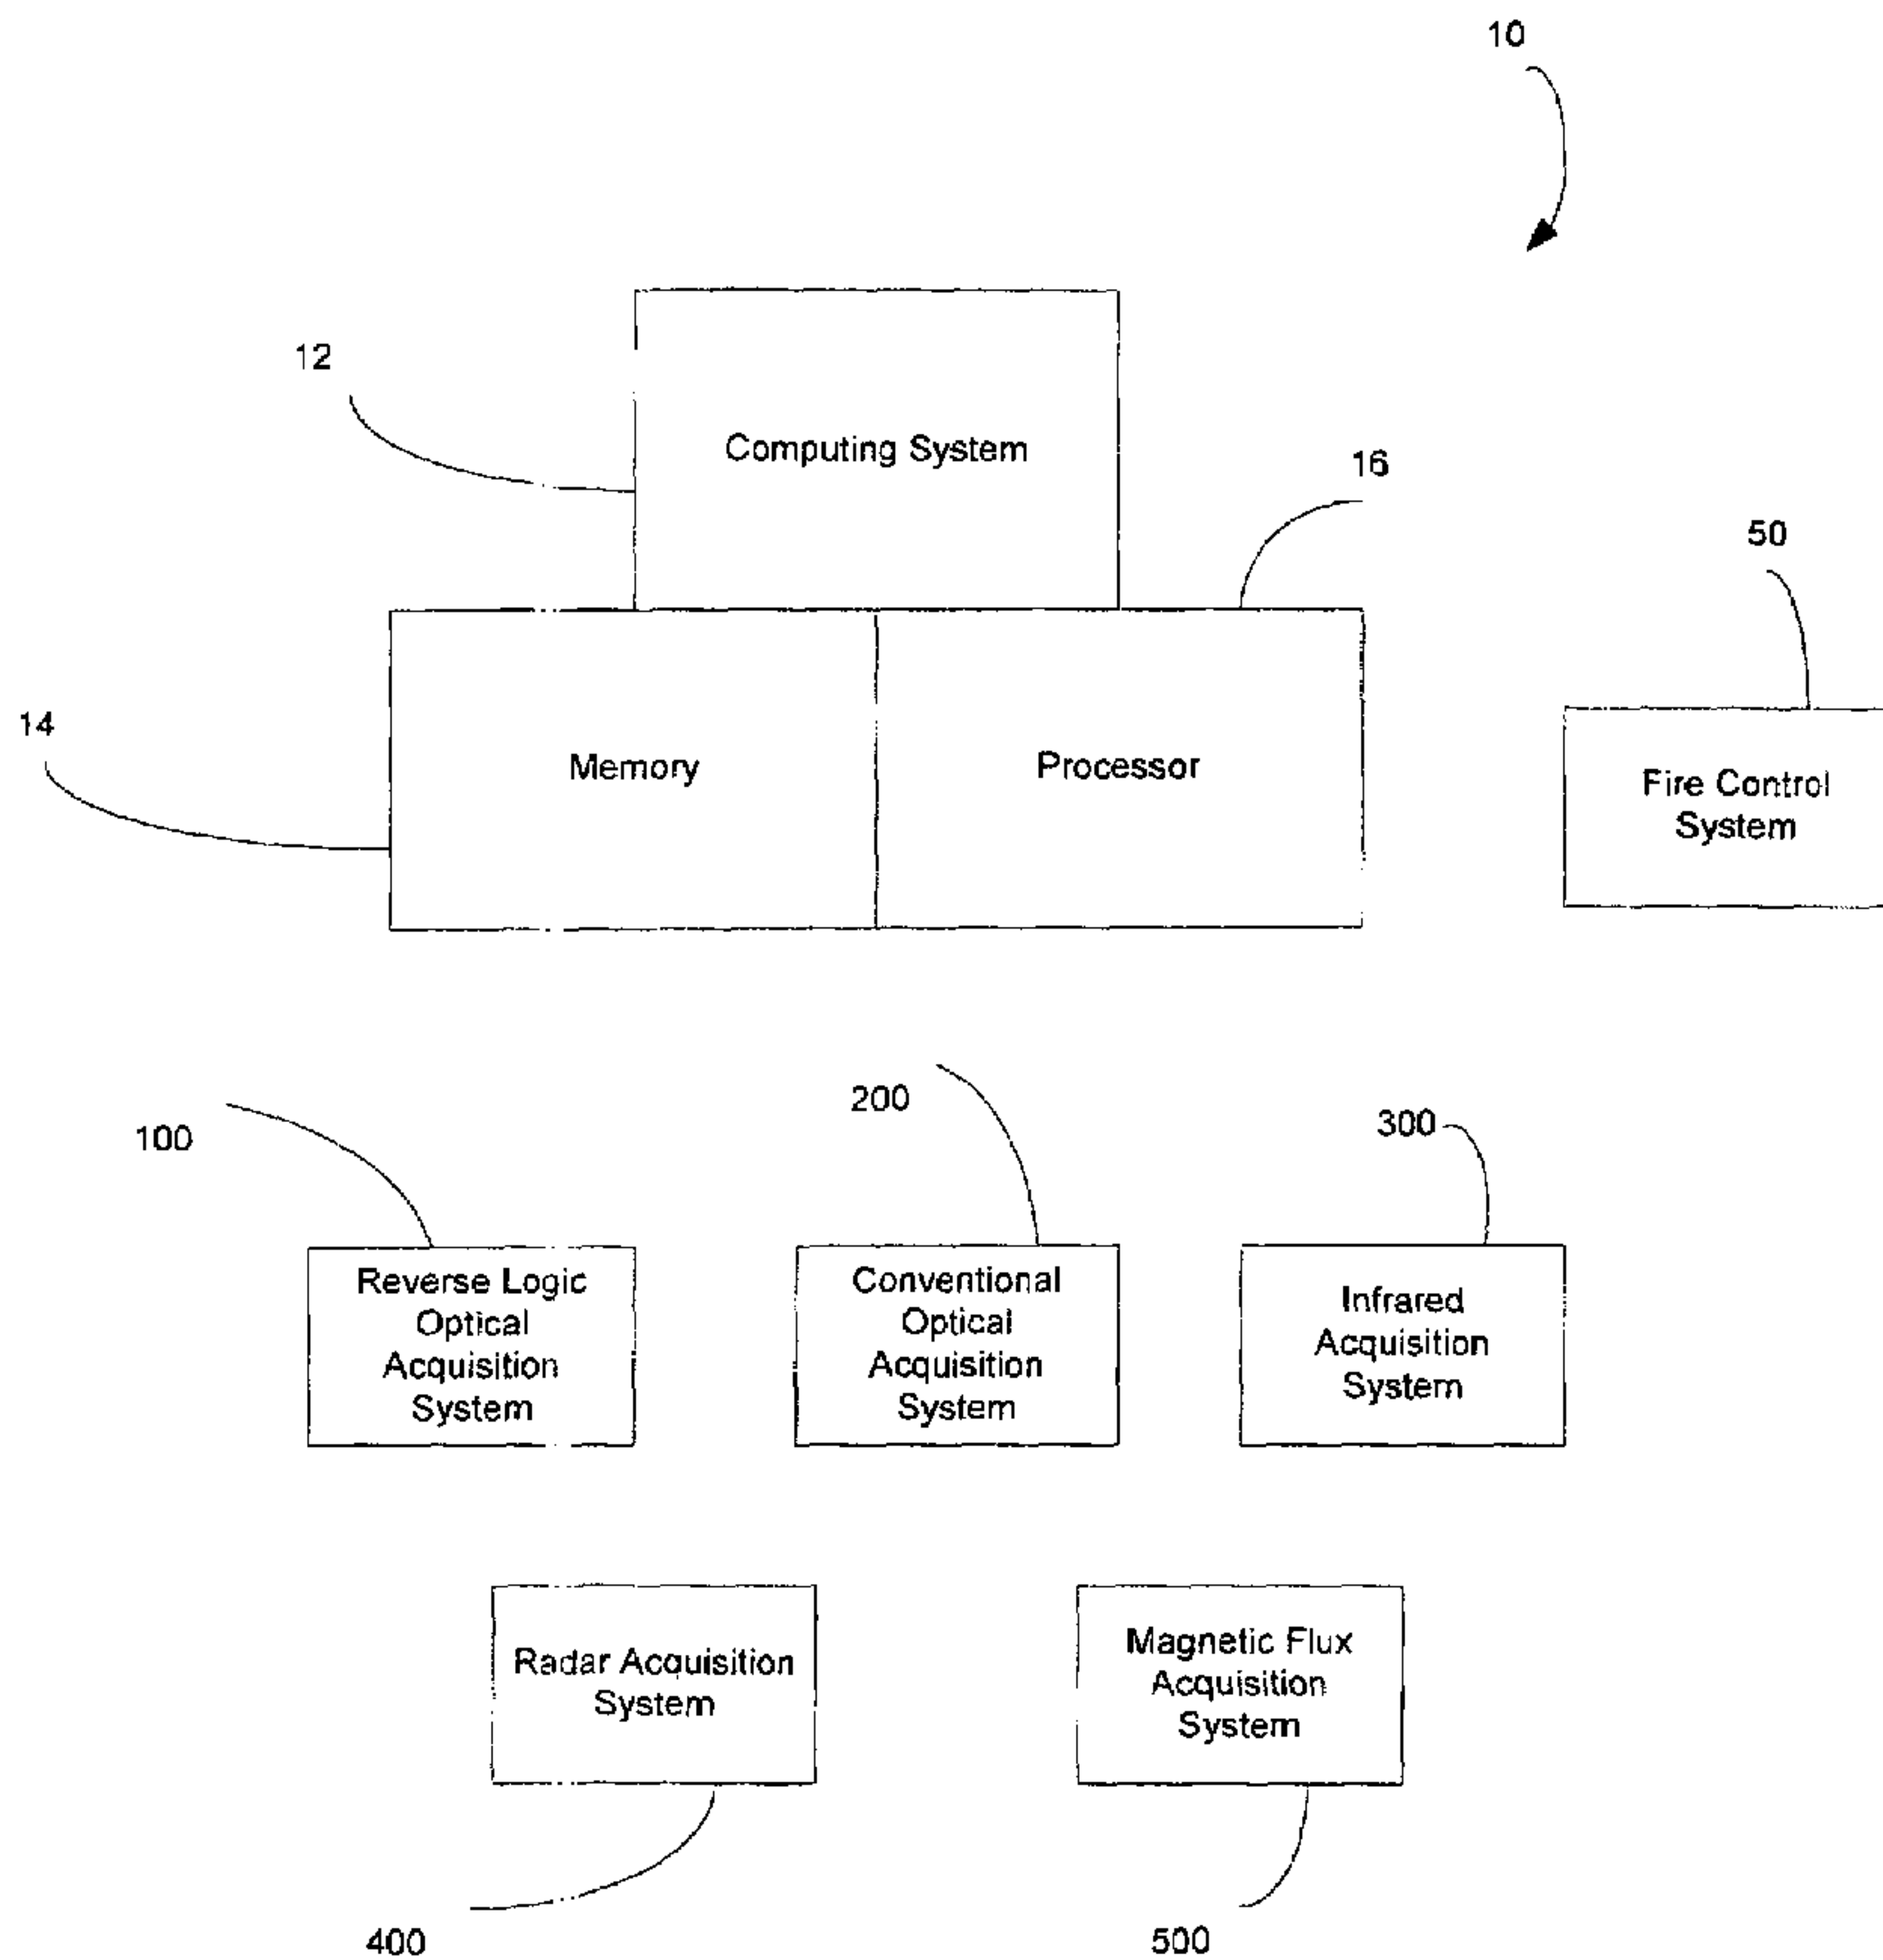 10
12
Computing System
16
50
14
Memory
Processor
Fire Control
System
100
200
300
Reverse Logic
Optical
Acquisition
System
Conventional
Optical
Acquisition
System
Infrared
Acquisition
System
Radar Acquisition
System
Magnetic Flux
Acquisition
System
400
500